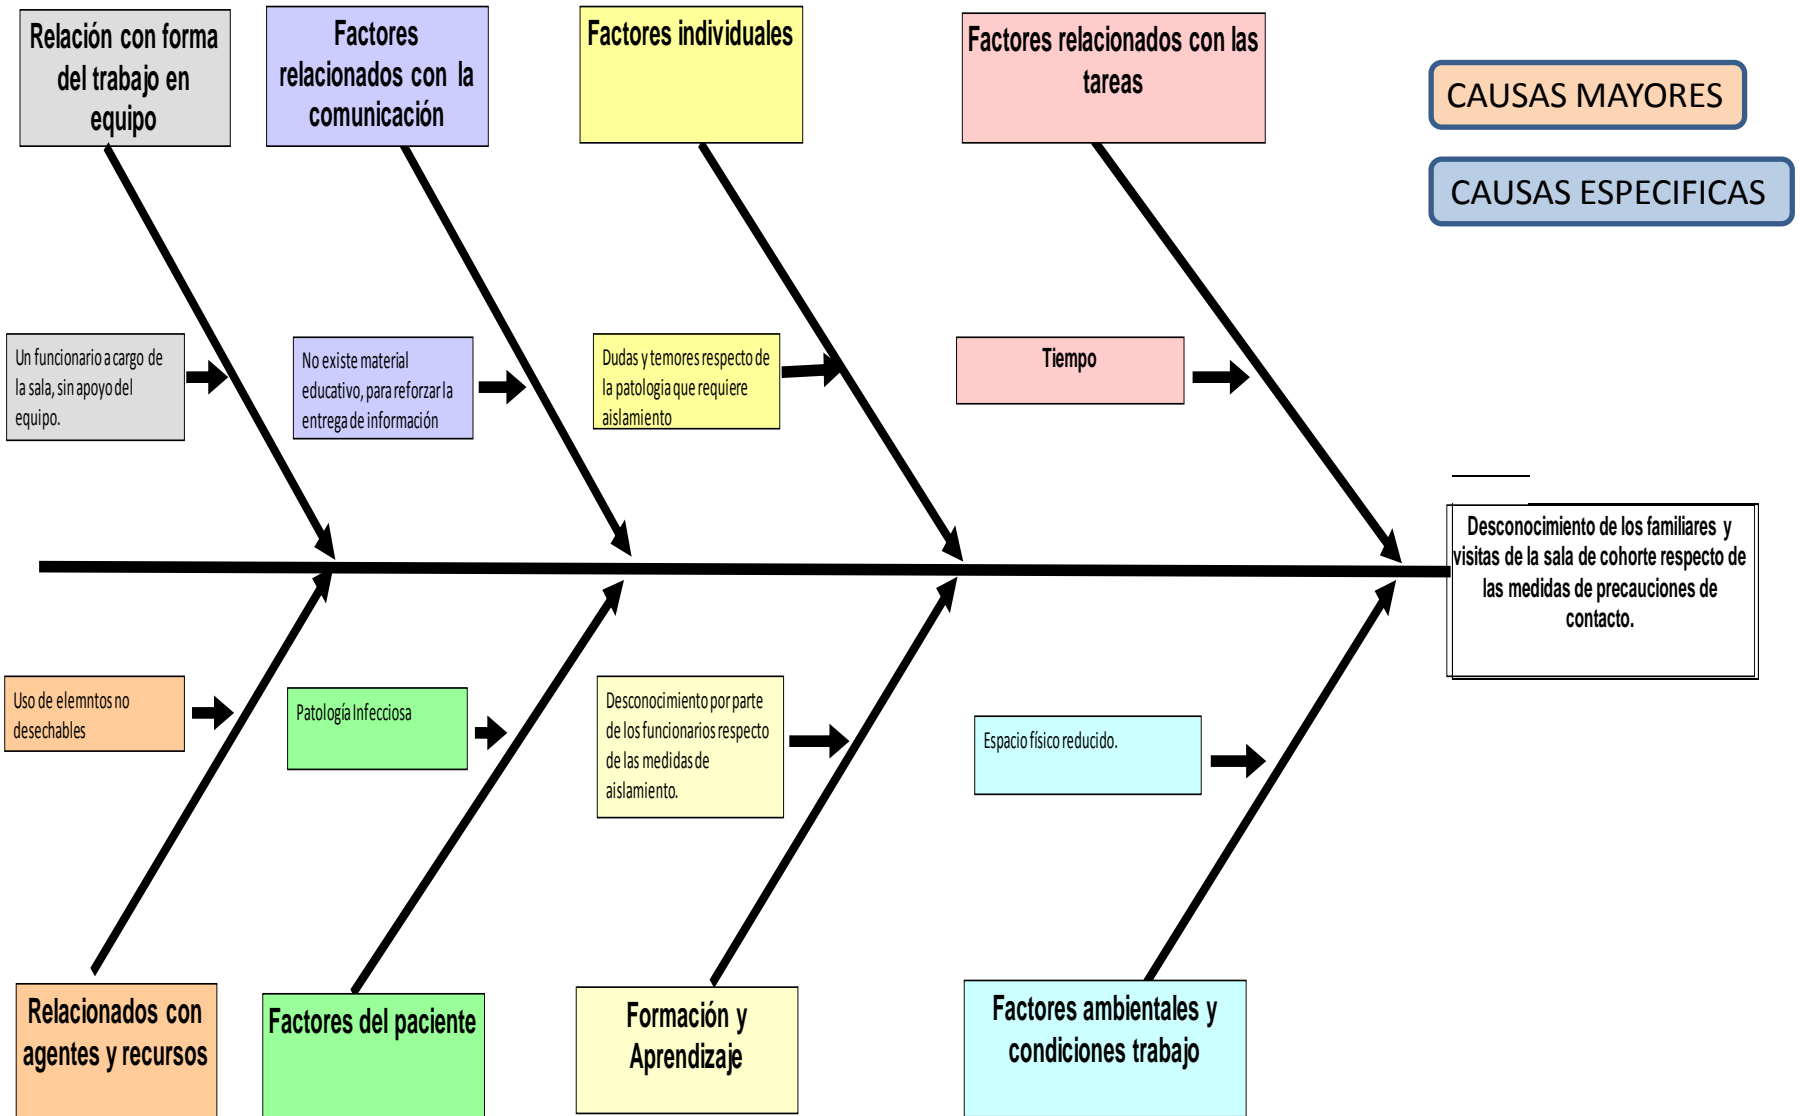 Relación con forma
del trabajo en
equipo
Factores
relacionados con la
comunicación
Factores individuales
Factores relacionados con las
tareas
CAUSAS MAYORES
CAUSAS ESPECIFICAS
Un funcionario a cargo de
la sala, sin apoyo del
equipo.
No existe material
educativo, para reforzar la
entrega de información
Dudas y temores respecto de
la patologia que requiere
aislamiento
Tiempo
Desconocimiento de los familiares y
visitas de la sala de cohorte respecto de
las medidas de precauciones de
contacto.
Uso de elemntos no
desechables
Patología Infecciosa
Desconocimiento por parte
de los funcionarios respecto
de las medidas de
aislamiento.
Espacio físico reducido.
Relacionados con
agentes y recursos
Factores del paciente
Formación y
Aprendizaje
Factores ambientales y
condiciones trabajo